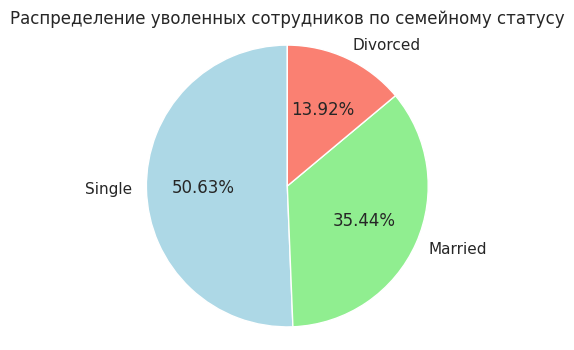 Распределение уволенных сотрудников по семейному статусу
Divorced
13.92%
Single
50.63%
35.44%
Married